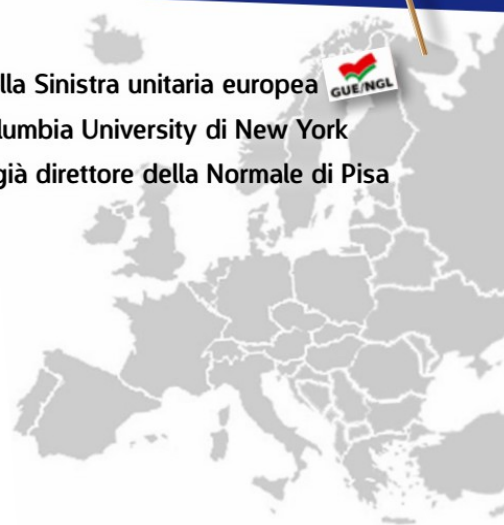 lla Sinistra unitaria europea
GUE/NGL
lumbia University di New York
già direttore della Normale di Pisa